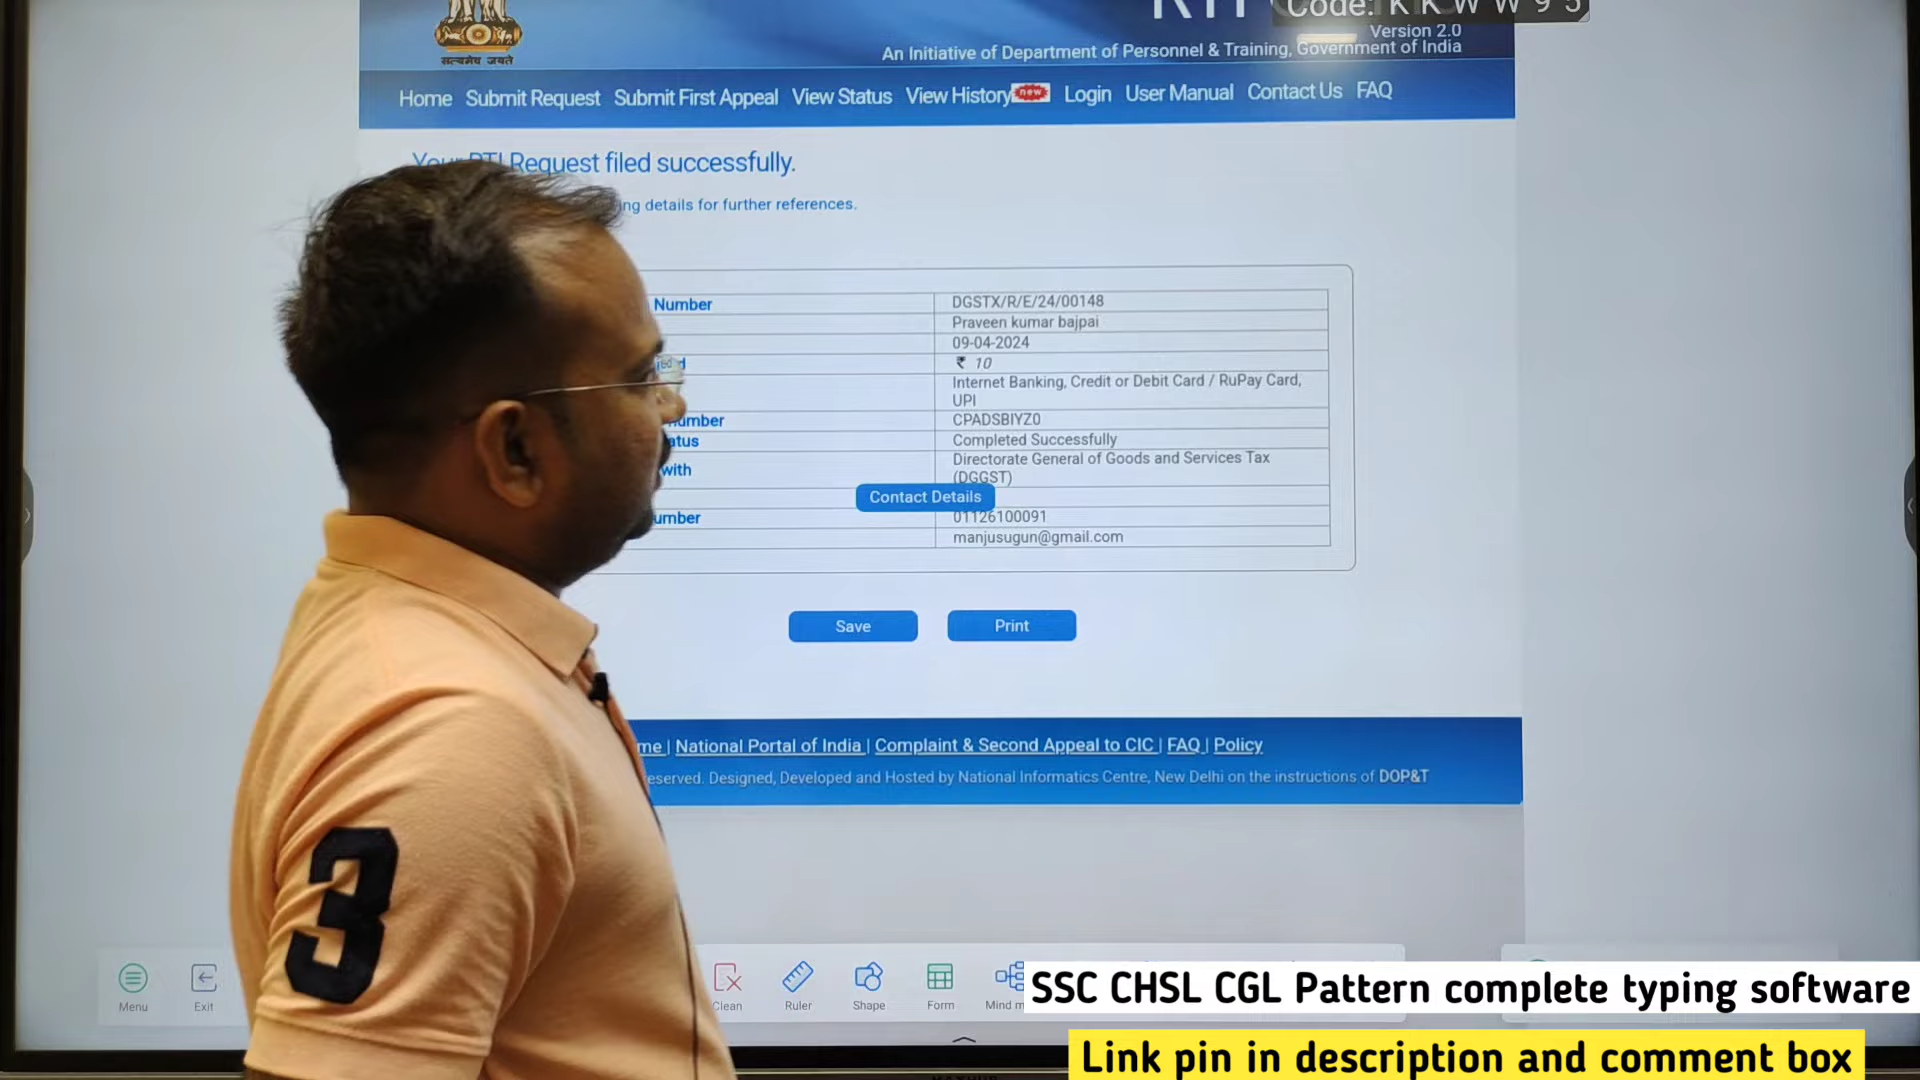 Code: K K W W 9 5
RTI
Version 2.0
An Initiative of Department of Personnel & Training, Government of India
सत्यमेव जयते
Home Submit Request Submit First Appeal View Status View History new Login User Manual Contact Us FAQ
Your RTI Request filed successfully.
ng details for further references.
Number DGSTX/R/E/24/00148
Praveen kumar bajpai
09-04-2024
₹ 10
Internet Banking, Credit or Debit Card / RuPay Card,
UPI
umber CPADSBIYZ0
atus Completed Successfully
with Directorate General of Goods and Services Tax
(DGGST)
Contact Details
umber 01126100091
manjusugun@gmail.com
Save Print
me | National Portal of India | Complaint & Second Appeal to CIC | FAQ | Policy
eserved. Designed, Developed and Hosted by National Informatics Centre, New Delhi on the instructions of DOP&T
3
Menu Exit Clean Ruler Shape Form Mind m
SSC CHSL CGL Pattern complete typing software
Link pin in description and comment box